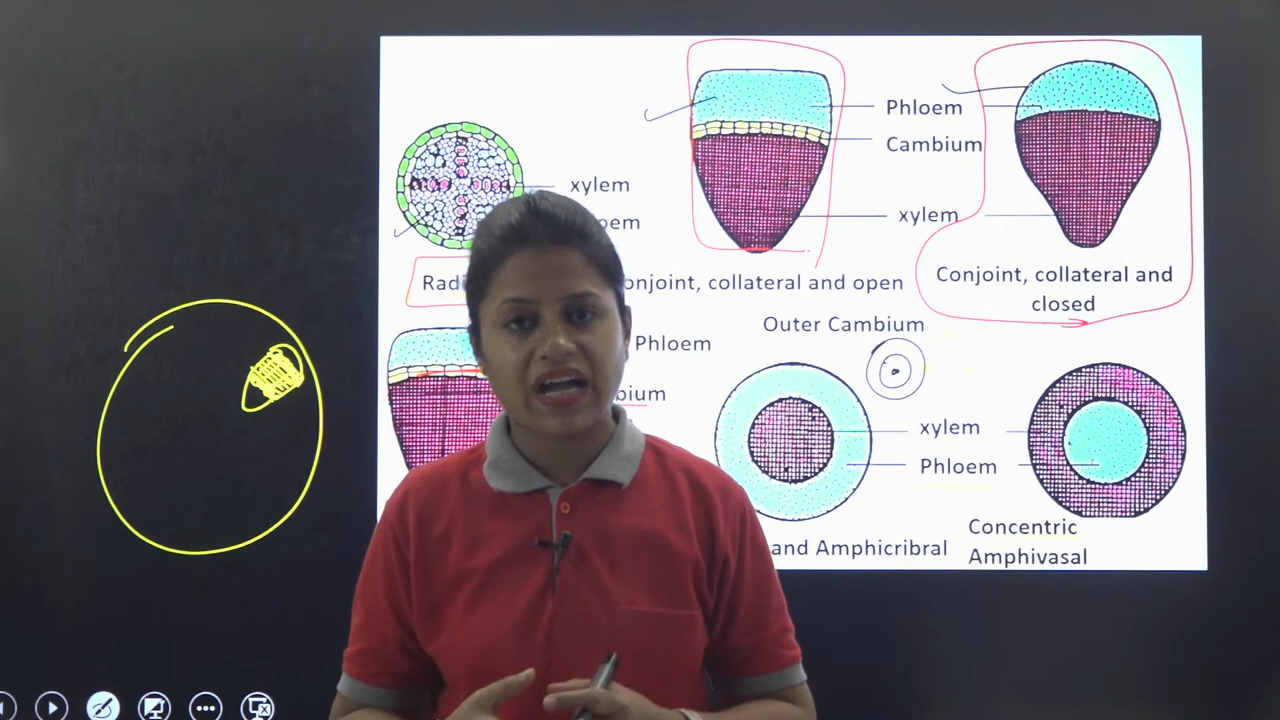 Phloem
Cambium
xylem
xylem
Conjoint, collateral and
closed
collateral and open
Outer Cambium
Phloem
xylem
Phloem
Concentric
Amphivasal
and Amphicribral